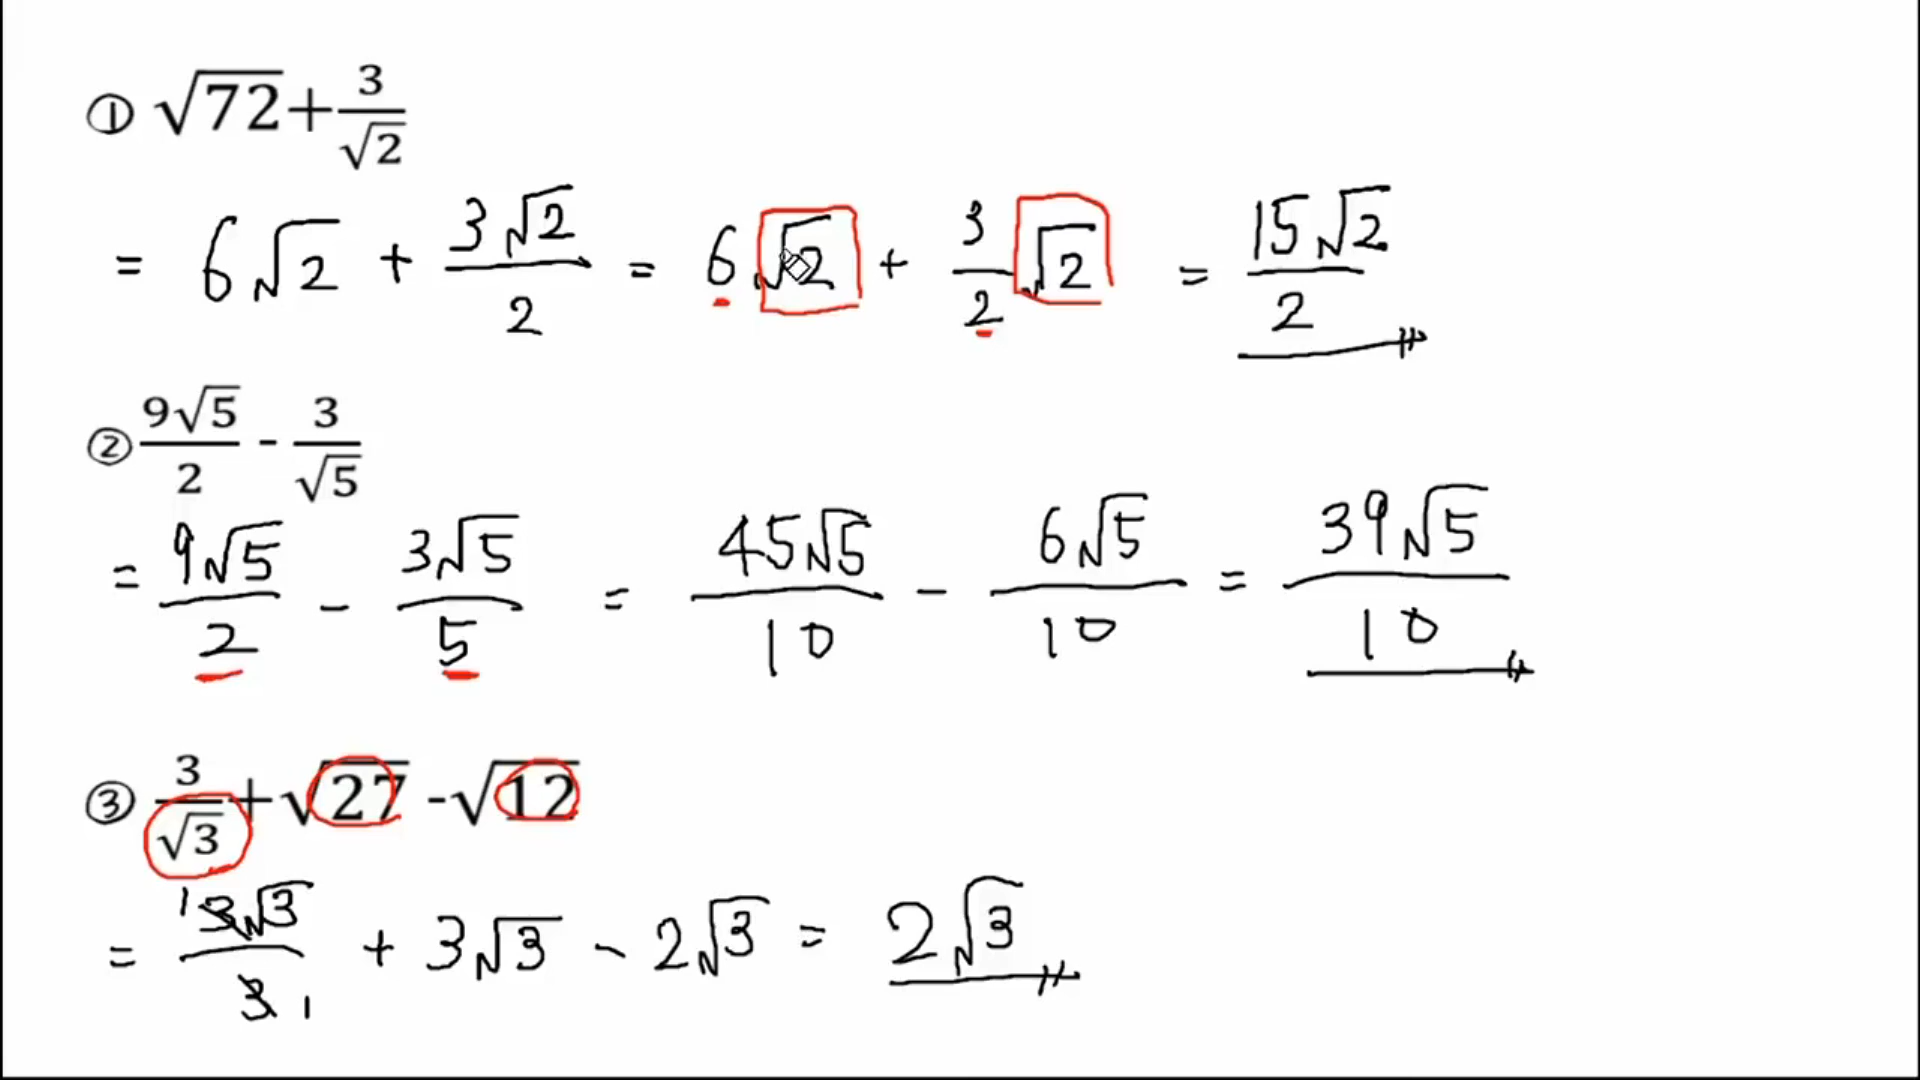 ① √72+3/√2
= 6√2 + 3√2/2 = 6√2 + 3/2 √2 = 15√2/2
② 9√5/2 - 3/√5
= 9√5/2 - 3√5/5 = 45√5/10 - 6√5/10 = 39√5/10
③ 3/√3+√27 -√12
= 1 3√3/3 1 + 3√3 - 2√3 = 2√3